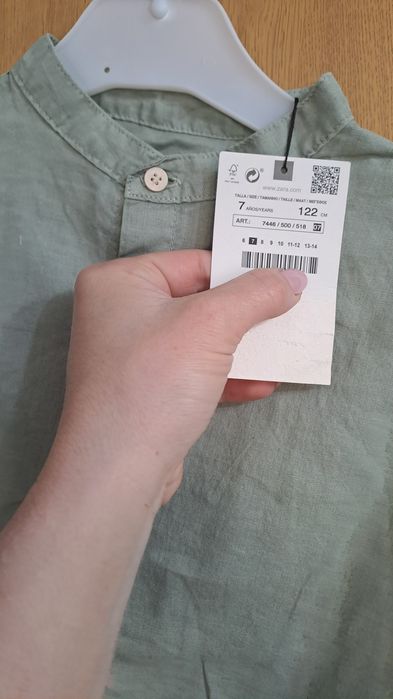 www.zara.com
TALLA / SIZE / TAMANHO / TAILLE / MAAT / ΜΕΓΕΘΟΣ
7 AÑOS/YEARS 122 CM
ART.: 7446 / 500 / 518 07
6 7 8 9 10 11-12 13-14